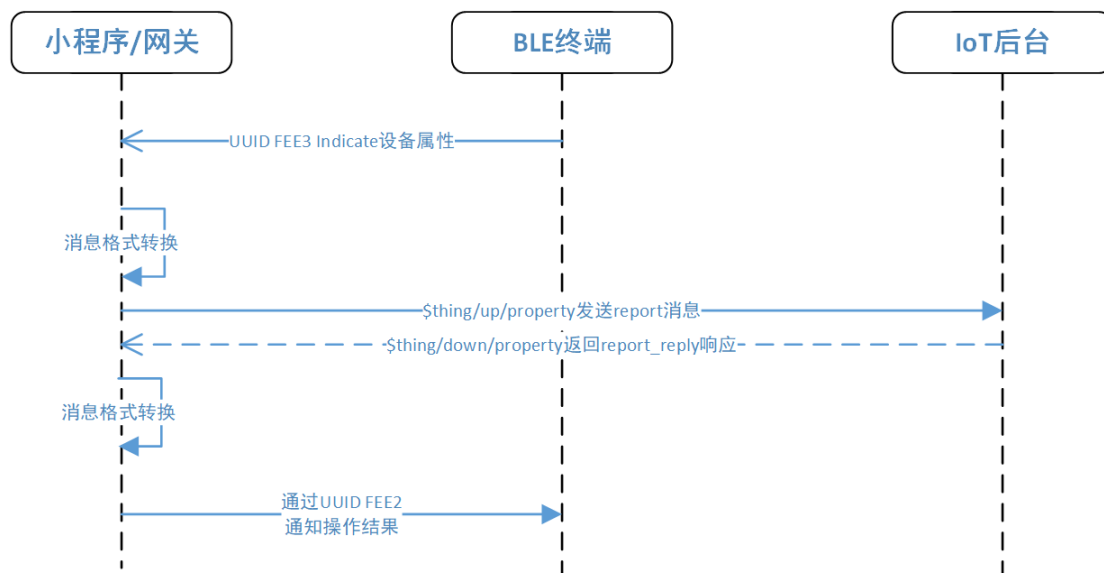 小程序/网关
BLE终端
IoT后台
UUID FEE3 Indicate设备属性
消息格式转换
$thing/up/property发送report消息
$thing/down/property返回report_reply响应
消息格式转换
通过UUID FEE2
通知操作结果